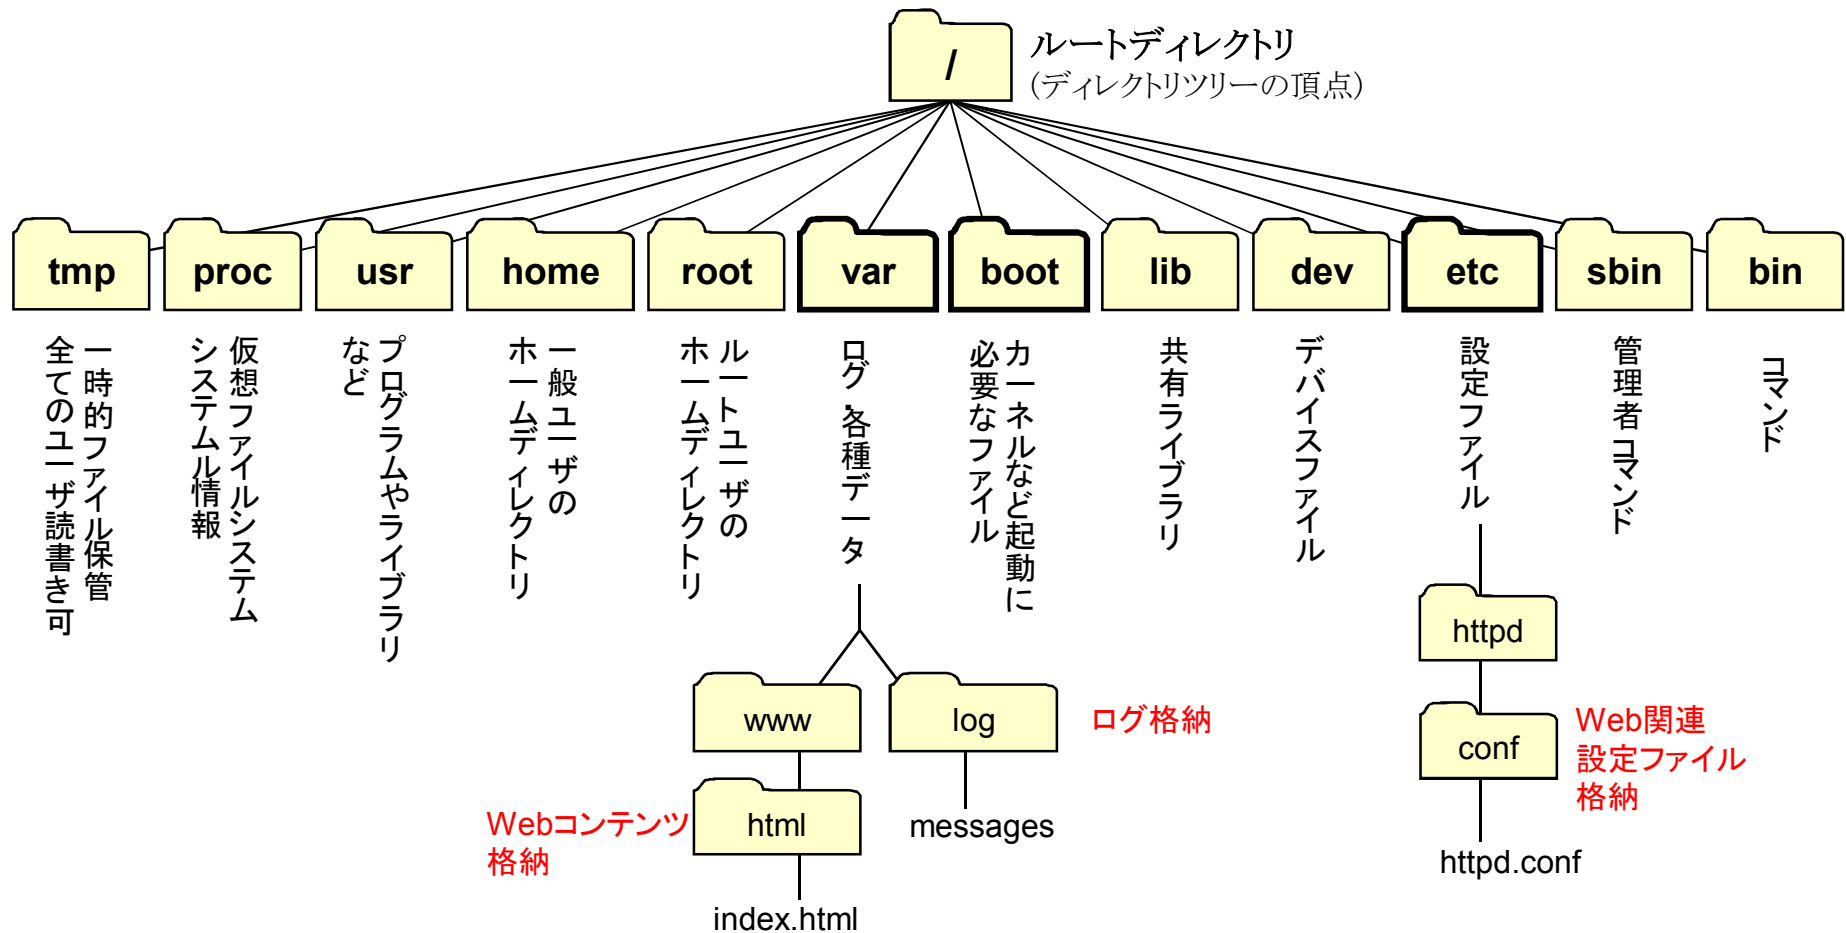 /
ルートディレクトリ
(ディレクトリツリーの頂点)
tmp
proc
usr
home
root
var
boot
lib
dev
etc
sbin
bin
一時的ファイル保管
全てのユーザ読書き可
仮想ファイルシステム
システムル情報
プログラムやライブラリ
など
一般ユーザの
ホームディレクトリ
ルートユーザの
ホームディレクトリ
ログ・各種データ
カーネルなど起動に
必要なファイル
共有ライブラリ
デバイスファイル
設定ファイル
管理者コマンド
コマンド
httpd
www
log
ログ格納
conf
Web関連
設定ファイル
格納
Webコンテンツ
格納
html
messages
httpd.conf
index.html